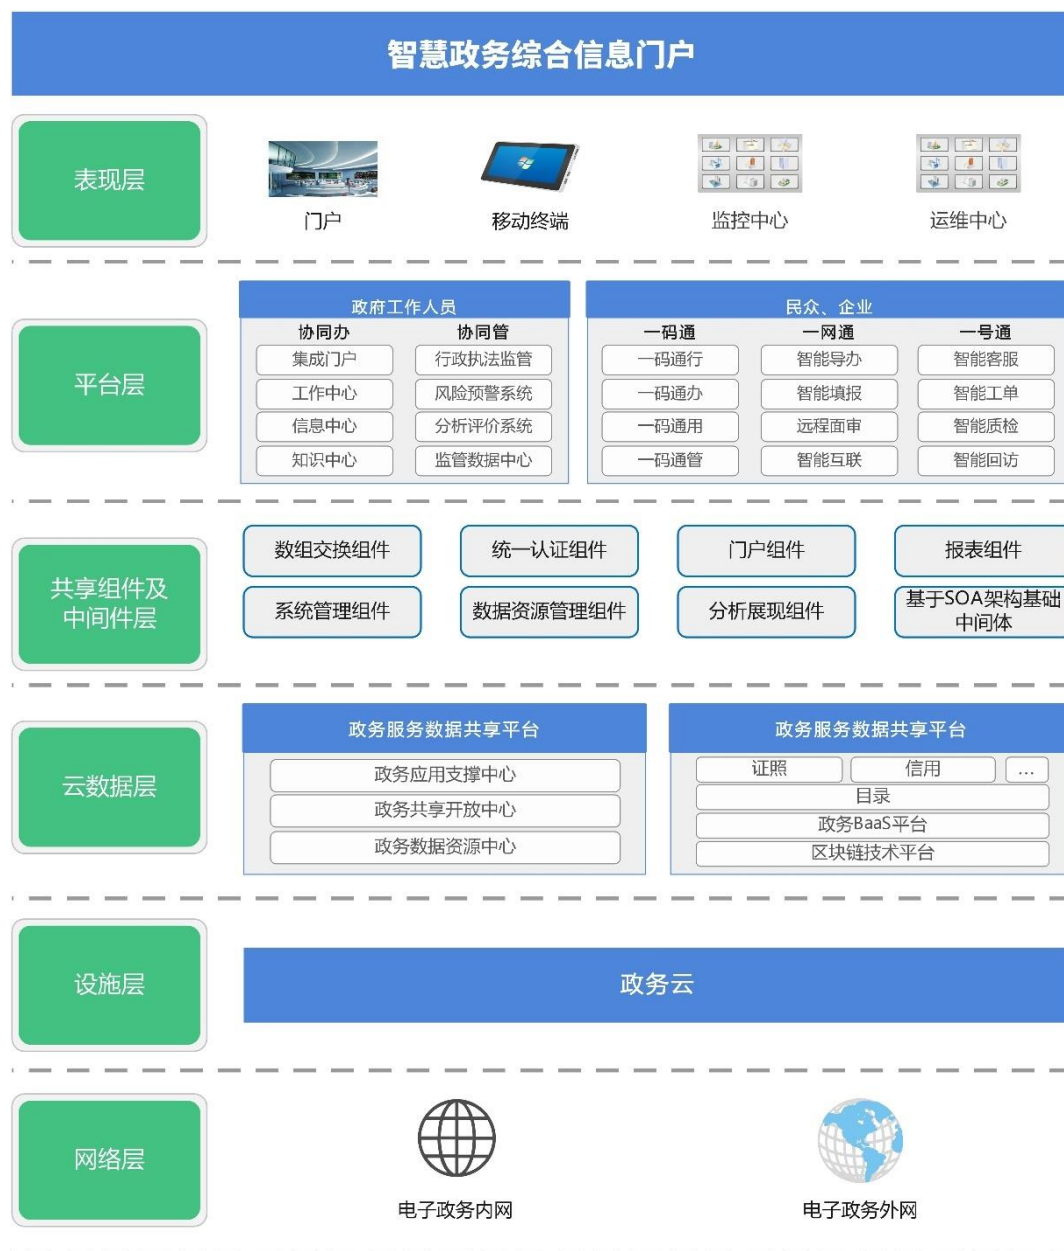 智慧政务综合信息门户
表现层
门户
移动终端
监控中心
运维中心
平台层
政府工作人员
协同办
协同管
集成门户
行政执法监管
工作中心
风险预警系统
信息中心
分析评价系统
知识中心
监管数据中心
民众、企业
一码通
一网通
一号通
一码通行
智能导办
智能客服
一码通办
智能填报
智能工单
一码通用
远程面审
智能质检
一码通管
智能互联
智能回访
共享组件及
中间件层
数组交换组件
统一认证组件
门户组件
报表组件
系统管理组件
数据资源管理组件
分析展现组件
基于SOA架构基础
中间体
云数据层
政务服务数据共享平台
政务应用支撑中心
政务共享开放中心
政务数据资源中心
政务服务数据共享平台
证照
信用
...
目录
政务BaaS平台
区块链技术平台
设施层
政务云
网络层
电子政务内网
电子政务外网